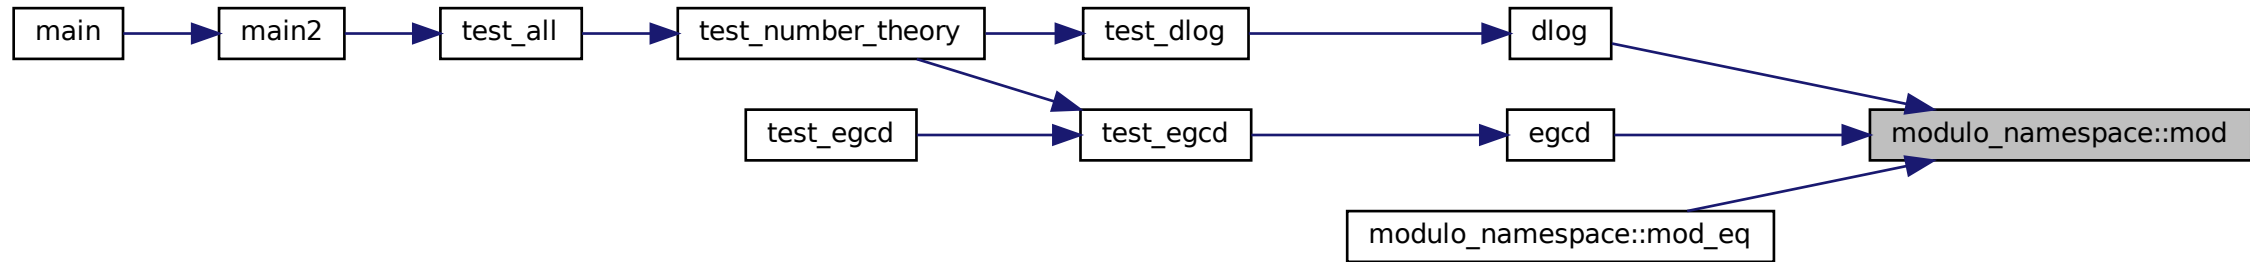 main
main2
test_all
test_number_theory
test_dlog
dlog
test_egcd
test_egcd
egcd
modulo_namespace::mod
modulo_namespace::mod_eq